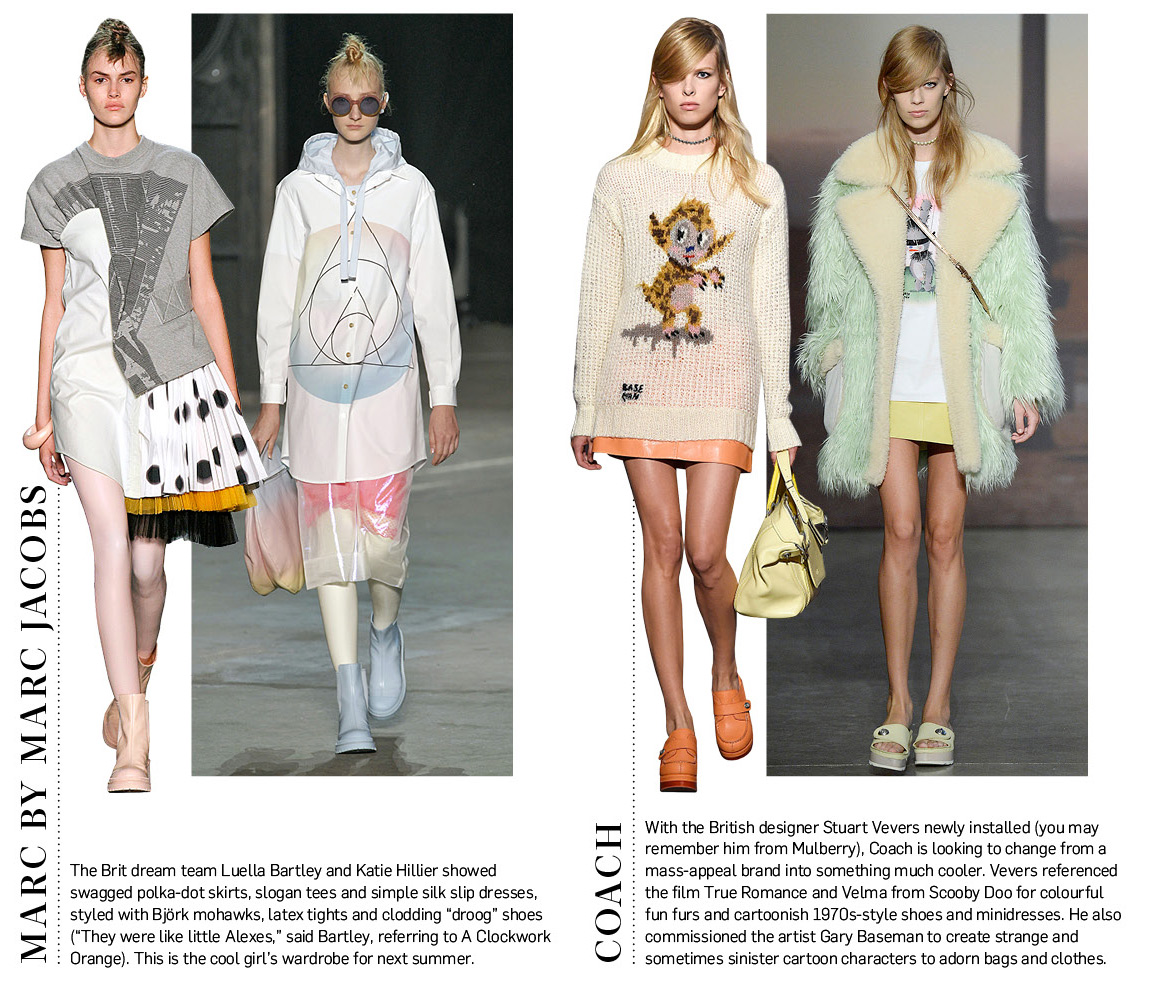 MARC BY MARC JACOBS
The Brit dream team Luella Bartley and Katie Hillier showed
swagged polka-dot skirts, slogan tees and simple silk slip dresses,
styled with Björk mohawks, latex tights and clodding “droog” shoes
(“They were like little Alexes,” said Bartley, referring to A Clockwork
Orange). This is the cool girl’s wardrobe for next summer.
BASE
MAN
COACH
With the British designer Stuart Vevers newly installed (you may
remember him from Mulberry), Coach is looking to change from a
mass-appeal brand into something much cooler. Vevers referenced
the film True Romance and Velma from Scooby Doo for colourful
fun furs and cartoonish 1970s-style shoes and minidresses. He also
commissioned the artist Gary Baseman to create strange and
sometimes sinister cartoon characters to adorn bags and clothes.